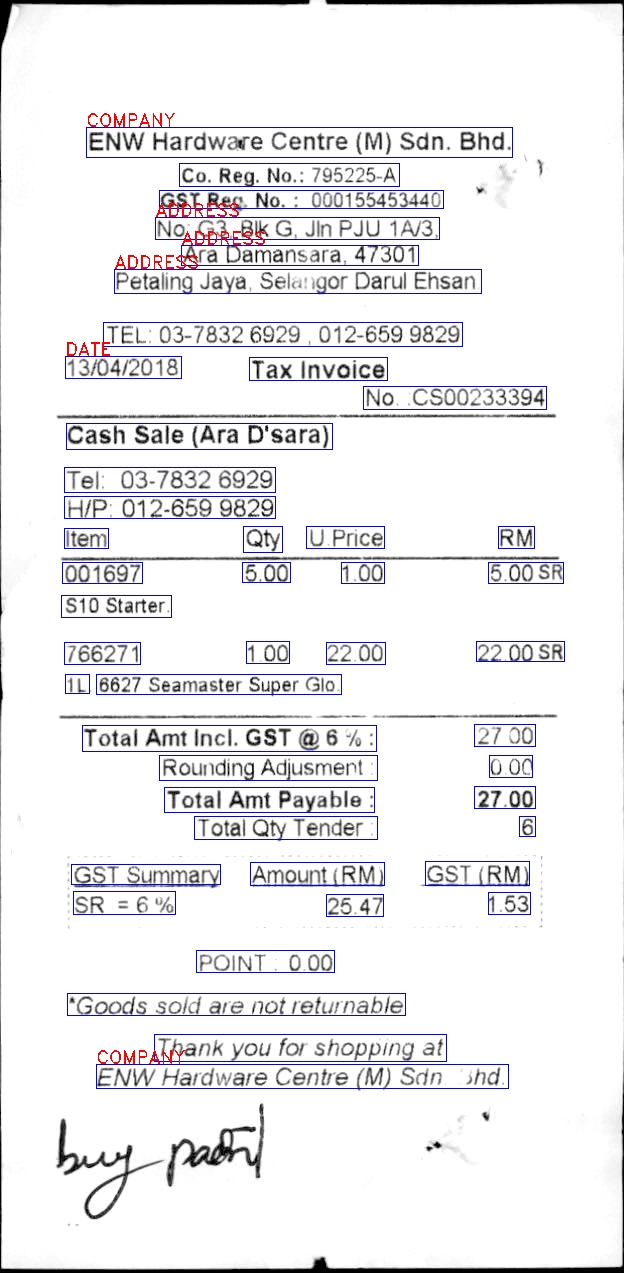 COMPANY
ENW Hardware Centre (M) Sdn. Bhd.
Co. Reg. No.: 795225-A
GST Reg. No. : 000155453440
ADDRESS
No: G3, Blk G, Jln PJU 1A/3,
ADDRESS
Ara Damansara, 47301
ADDRESS
Petaling Jaya, Selangor Darul Ehsan
TEL: 03-7832 6929 , 012-659 9829
DATE
13/04/2018 Tax Invoice
No. :CS00233394
Cash Sale (Ara D'sara)
Tel: 03-7832 6929
H/P: 012-659 9829
Item Qty U.Price RM
001697 5.00 1.00 5.00 SR
S10 Starter.
766271 1.00 22.00 22.00 SR
1L 6627 Seamaster Super Glo.
Total Amt Incl. GST @ 6 % : 27.00
Rounding Adjusment : 0.00
Total Amt Payable : 27.00
Total Qty Tender : 6
GST Summary Amount (RM) GST (RM)
SR = 6 % 25.47 1.53
POINT : 0.00
*Goods sold are not returnable
Thank you for shopping at
COMPANY
ENW Hardware Centre (M) Sdn Bhd.
buy